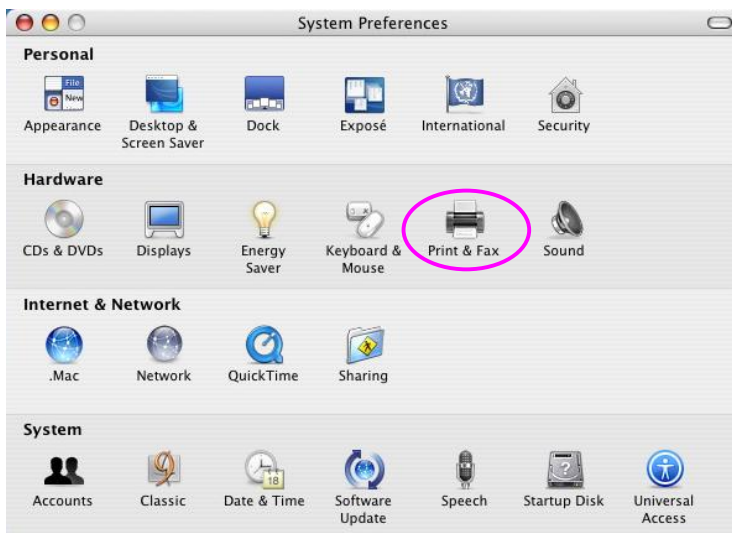 System Preferences
Personal
File
New
Appearance Desktop & Dock Exposé International Security
Screen Saver
Hardware
CDs & DVDs Displays Energy Keyboard & Print & Fax Sound
Saver Mouse
Internet & Network
.Mac Network QuickTime Sharing
System
18
Accounts Classic Date & Time Software Speech Startup Disk Universal
Update Access